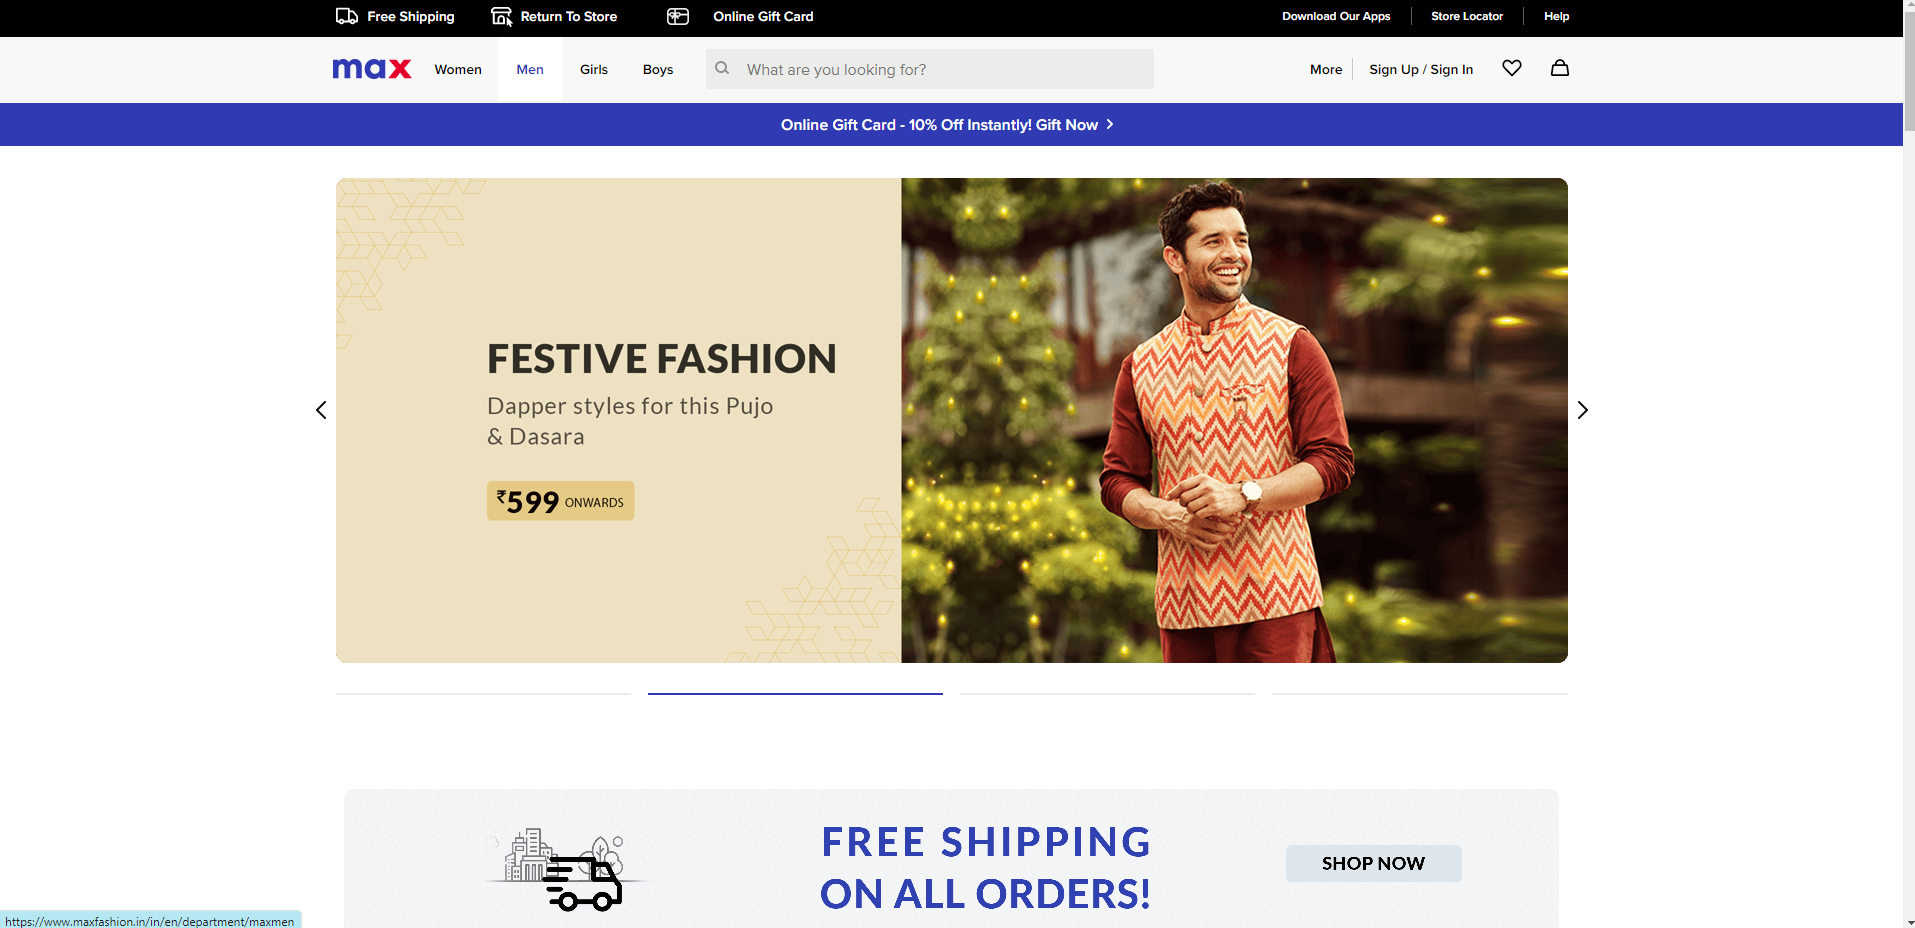 Free Shipping
Return To Store
Online Gift Card
Download Our Apps
Store Locator
Help
max
Women
Men
Girls
Boys
What are you looking for?
More
Sign Up / Sign In
Online Gift Card - 10% Off Instantly! Gift Now
FESTIVE FASHION
Dapper styles for this Pujo
& Dasara
₹599 ONWARDS
FREE SHIPPING
ON ALL ORDERS!
SHOP NOW
https://www.maxfashion.in/in/en/department/maxmen